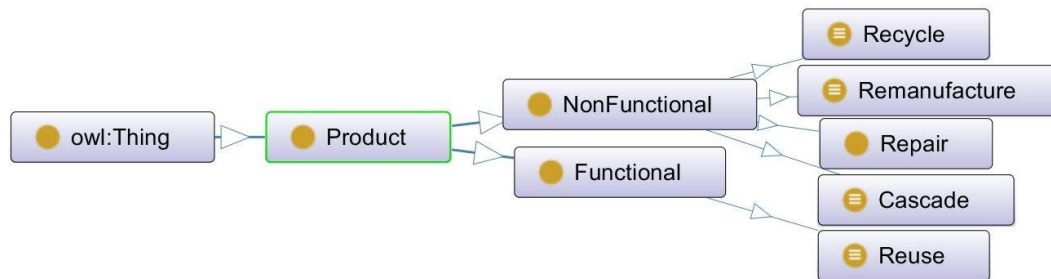 owl:Thing
Product
NonFunctional
Functional
Recycle
Remanufacture
Repair
Cascade
Reuse